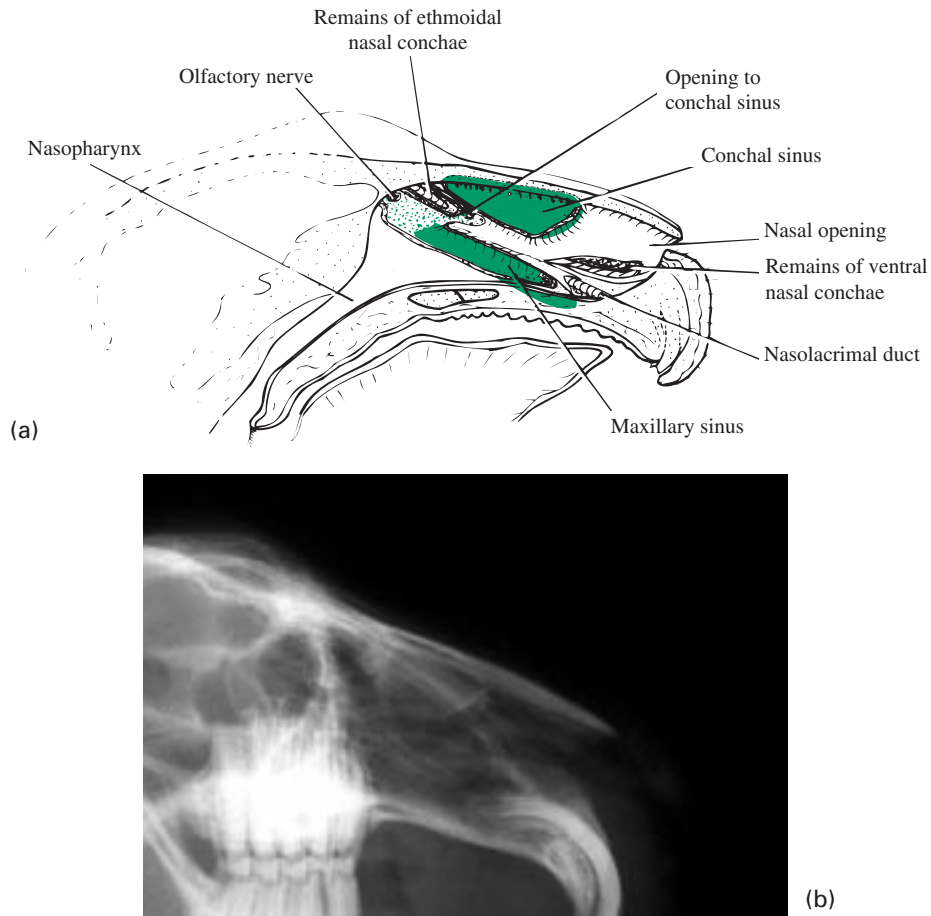 Remains of ethmoidal
nasal conchae
Olfactory nerve
Opening to
conchal sinus
Nasopharynx
Conchal sinus
Nasal opening
Remains of ventral
nasal conchae
Nasolacrimal duct
Maxillary sinus
(a)
(b)